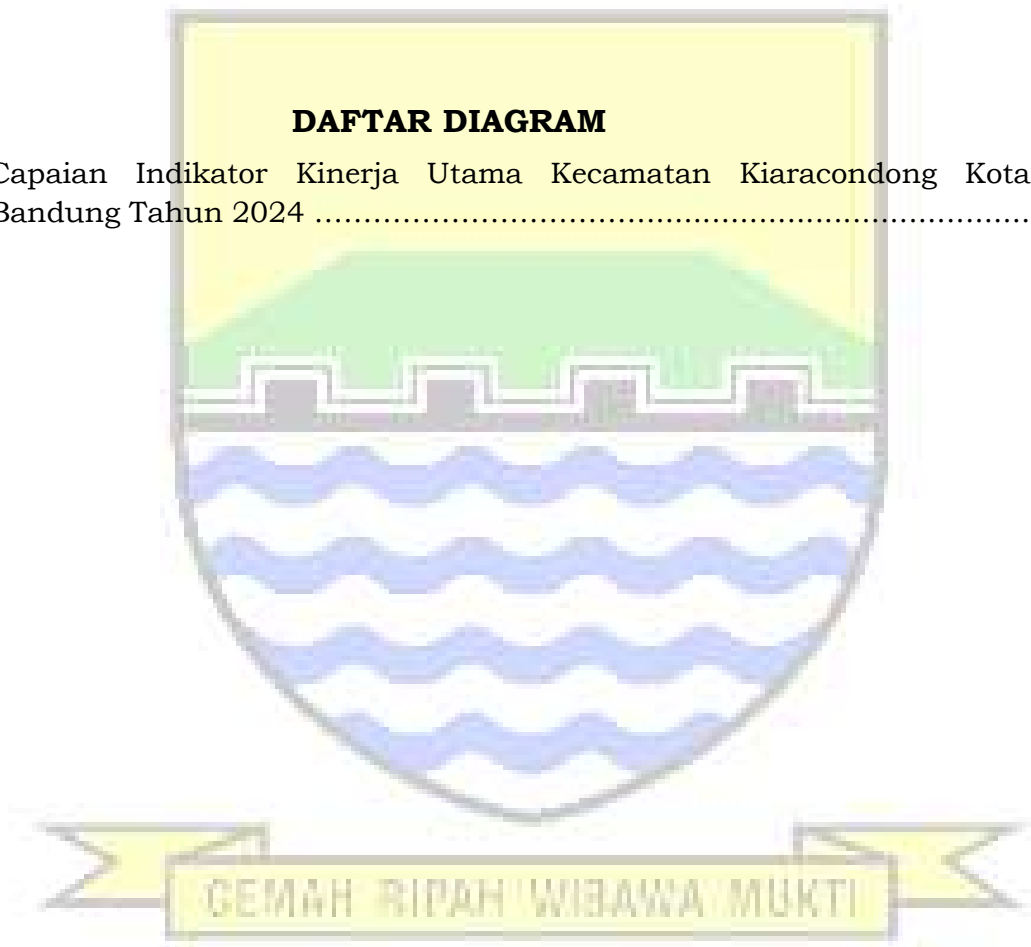 DAFTAR DIAGRAM
Capaian Indikator Kinerja Utama Kecamatan Kiaracondong Kota
Bandung Tahun 2024 ........................................................................
GEMAH RIPAH WIBAWA MUKTI